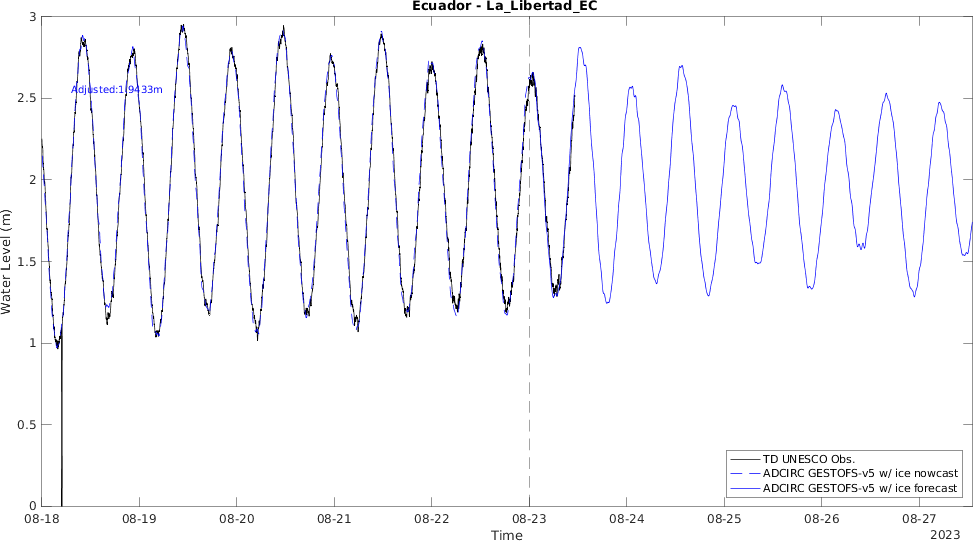 Ecuador - La_Libertad_EC
Water Level (m)
3
2.5
2
1.5
1
0.5
0
Adjusted:1.9433m
TD UNESCO Obs.
ADCIRC GESTOFS-v5 w/ ice nowcast
ADCIRC GESTOFS-v5 w/ ice forecast
08-18
08-19
08-20
08-21
08-22
08-23
08-24
08-25
08-26
08-27
Time
2023